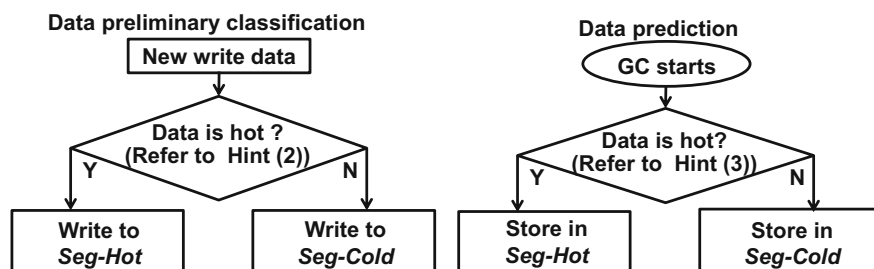 Data preliminary classification
New write data
Data is hot ?
(Refer to Hint (2))
Y
N
Write to
Seg-Hot
Write to
Seg-Cold
Data prediction
GC starts
Data is hot?
(Refer to Hint (3))
Y
N
Store in
Seg-Hot
Store in
Seg-Cold